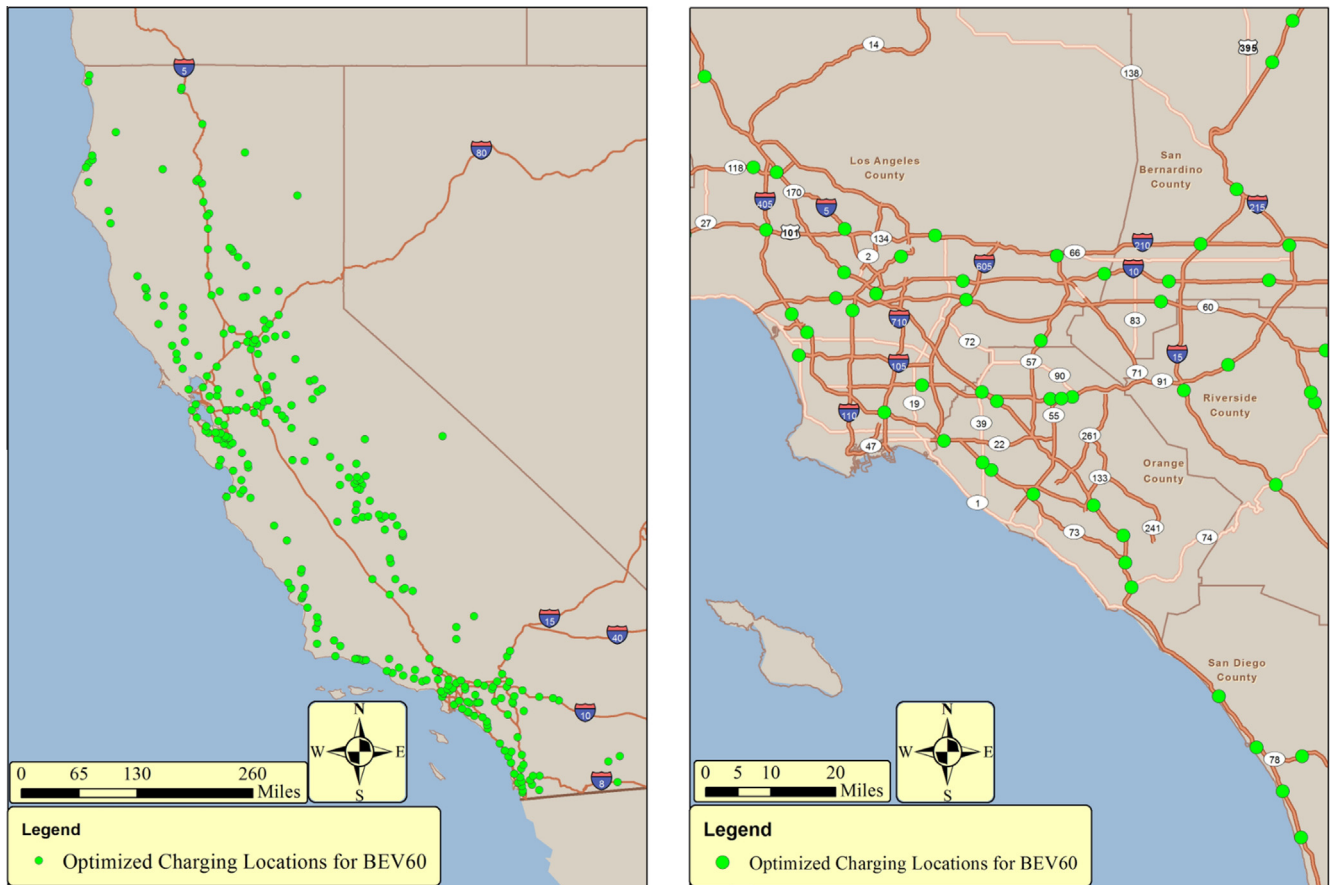 5
80
15
40
10
8
N
W E
S
0 65 130 260
Miles
Legend
Optimized Charging Locations for BEV60
14
395
138
Los Angeles
County
San
Bernardino
County
118
170
405
5
215
27
101
134
2
210
66
605
10
710
60
83
72
15
57
105
90
71
91
19
55
Riverside
County
110
39
47
22
261
Orange
County
133
1
73
241
74
San Diego
County
78
N
W E
S
0 5 10 20
Miles
Legend
Optimized Charging Locations for BEV60